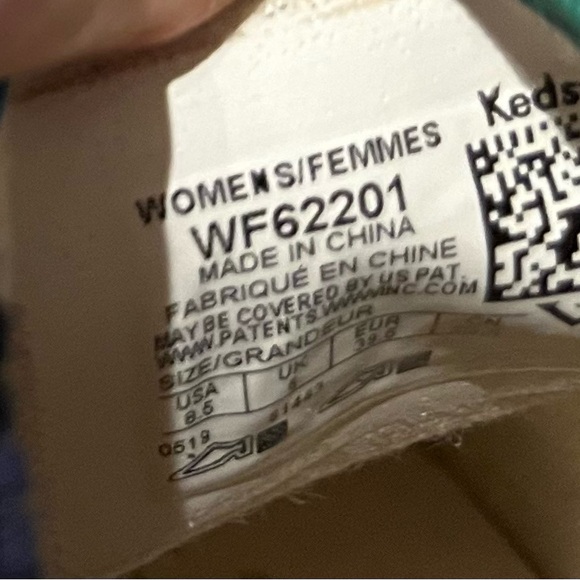 Keds
WOMENS/FEMMES
WF62201
MADE IN CHINA
FABRIQUÉ EN CHINE
MAY BE COVERED BY US PAT.
WWW.PATENTS.WWWINC.COM
SIZE/GRANDEUR
USA UK EUR
8.5 39.5
0519